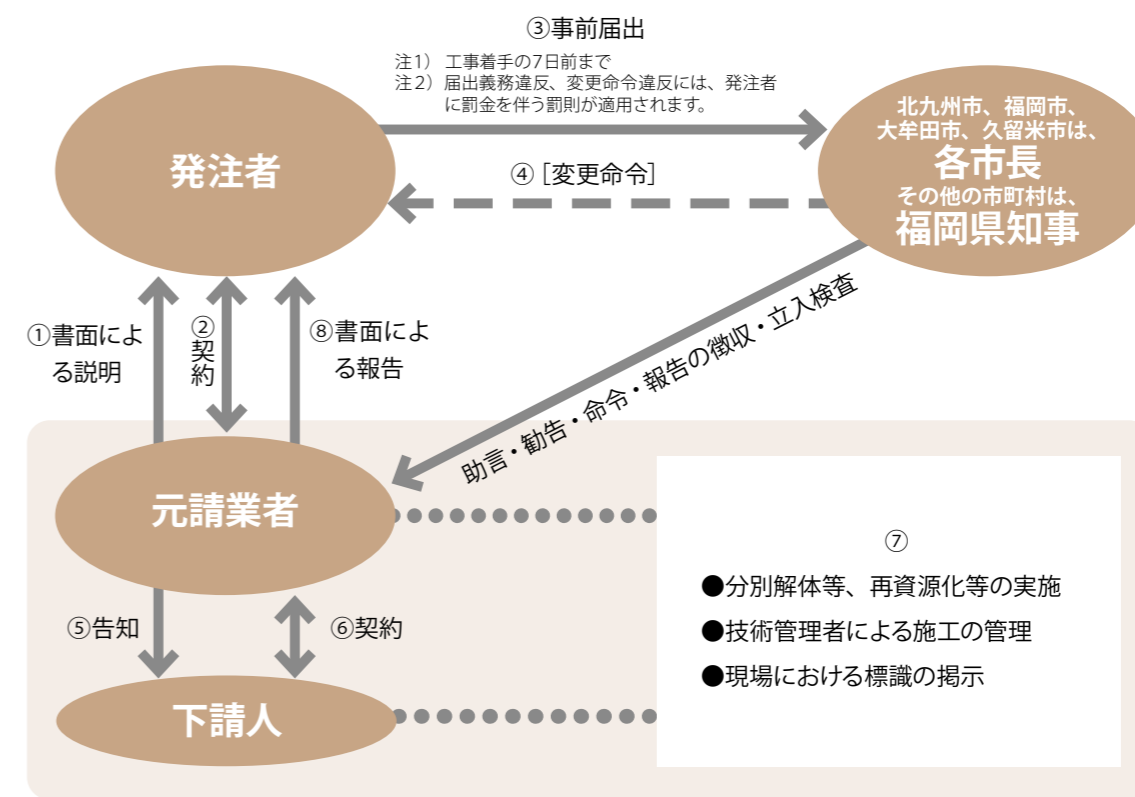 ③事前届出
注1） 工事着手の7日前まで
注2）届出義務違反、変更命令違反には、発注者
に罰金を伴う罰則が適用されます。
発注者
北九州市、福岡市、
大牟田市、久留米市は、
各市長
その他の市町村は、
福岡県知事
④［変更命令］
①書面によ
る説明
②契約
⑧書面によ
る報告
助言・勧告・命令・報告の徴収・立入検査
元請業者
⑤告知
⑥契約
下請人
⑦
●分別解体等、再資源化等の実施
●技術管理者による施工の管理
●現場における標識の掲示